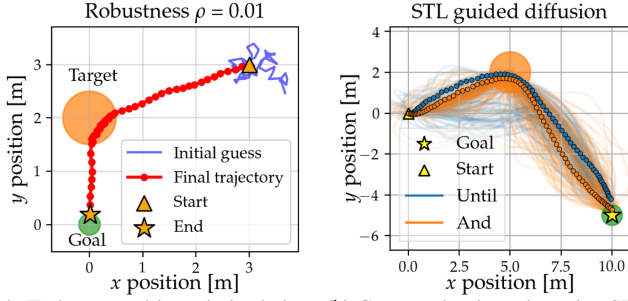 Robustness ρ = 0.01
3
2
1
0
y position [m]
Target
Goal
Initial guess
Final trajectory
Start
End
0
1
2
3
x position [m]
STL guided diffusion
4
2
0
−2
−4
−6
y position [m]
Goal
Start
Until
And
0.0
2.5
5.0
7.5
10.0
x position [m]